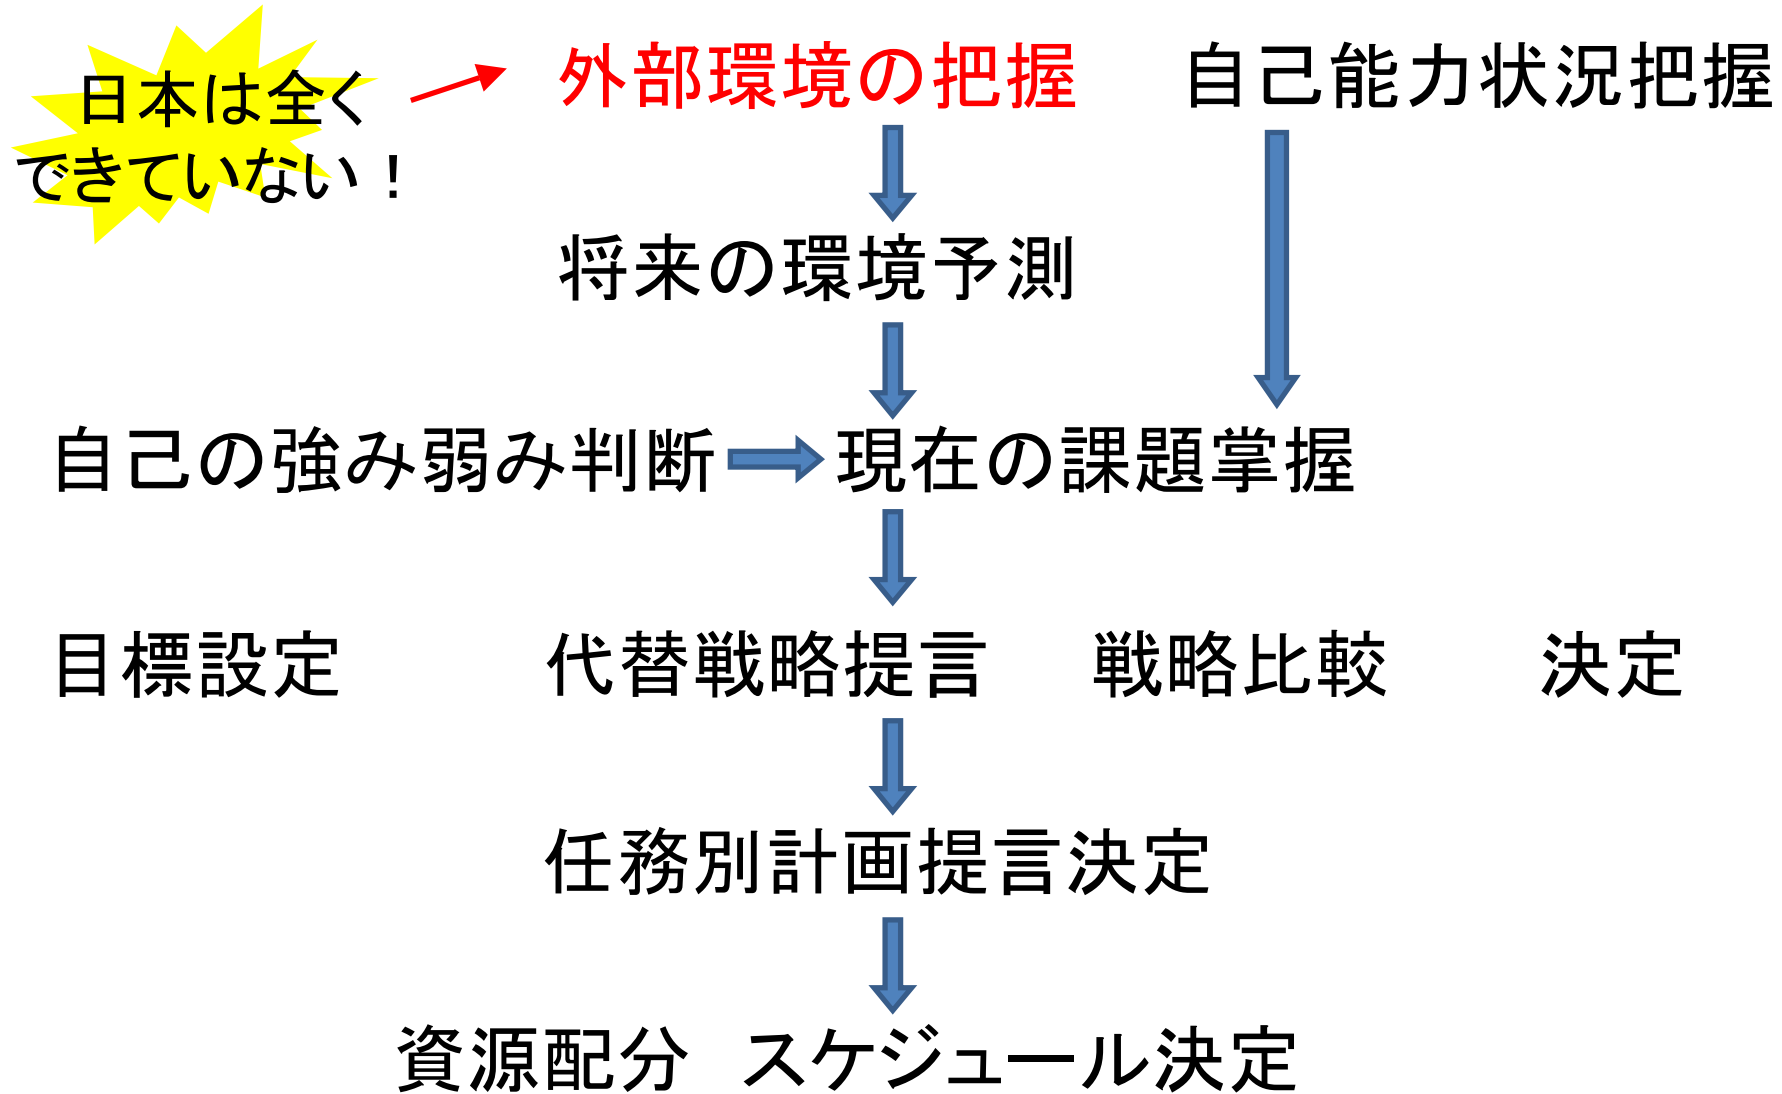 日本は全く
できていない！
外部環境の把握
自己能力状況把握
将来の環境予測
自己の強み弱み判断
現在の課題掌握
目標設定
代替戦略提言
戦略比較
決定
任務別計画提言決定
資源配分　スケジュール決定